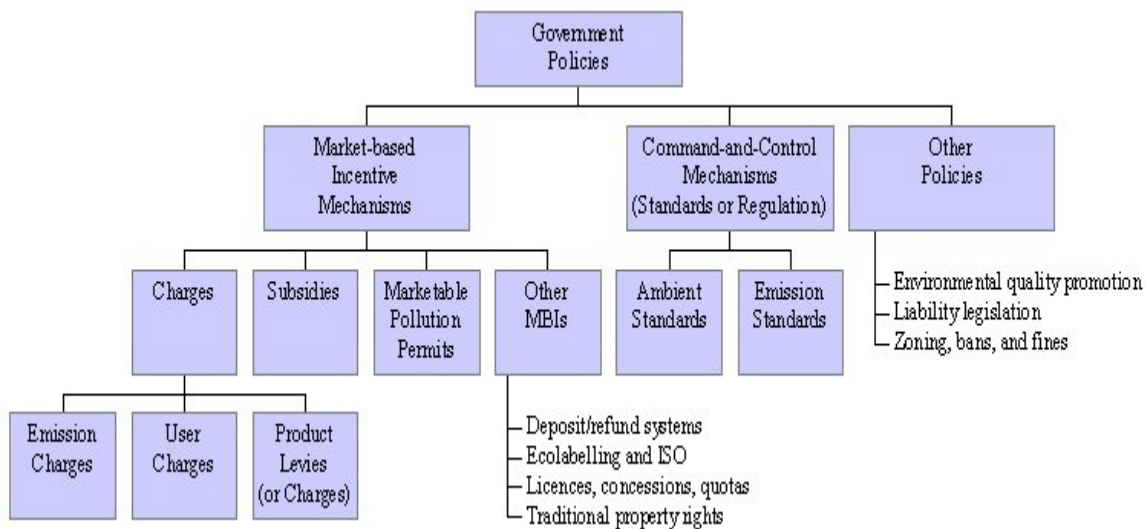 Government
Policies
Market-based
Incentive
Mechanisms
Command-and-Control
Mechanisms
(Standards or Regulation)
Other
Policies
Charges
Subsidies
Marketable
Pollution
Permits
Other
MBIs
Ambient
Standards
Emission
Standards
Environmental quality promotion
Liability legislation
Zoning, bans, and fines
Emission
Charges
User
Charges
Product
Levies
(or Charges)
Deposit/refund systems
Ecolabelling and ISO
Licences, concessions, quotas
Traditional property rights